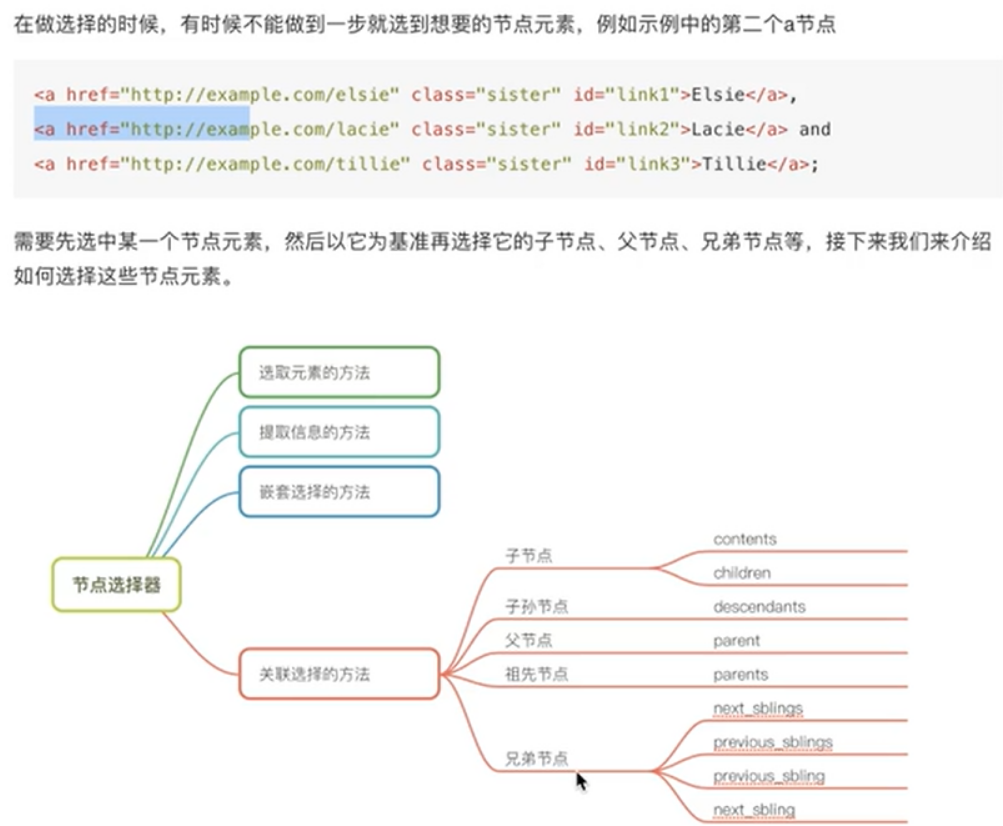 在做选择的时候，有时候不能做到一步就选到想要的节点元素，例如示例中的第二个a节点
<a href="http://example.com/elsie" class="sister" id="link1">Elsie</a>,
<a href="http://example.com/lacie" class="sister" id="link2">Lacie</a> and
<a href="http://example.com/tillie" class="sister" id="link3">Tillie</a>;
需要先选中某一个节点元素，然后以它为基准再选择它的子节点、父节点、兄弟节点等，接下来我们来介绍
如何选择这些节点元素。
选取元素的方法
提取信息的方法
嵌套选择的方法
节点选择器
关联选择的方法
子节点
contents
children
子孙节点
descendants
父节点
parent
祖先节点
parents
兄弟节点
next_sblings
previous_sblings
previous_sbling
next_sbling